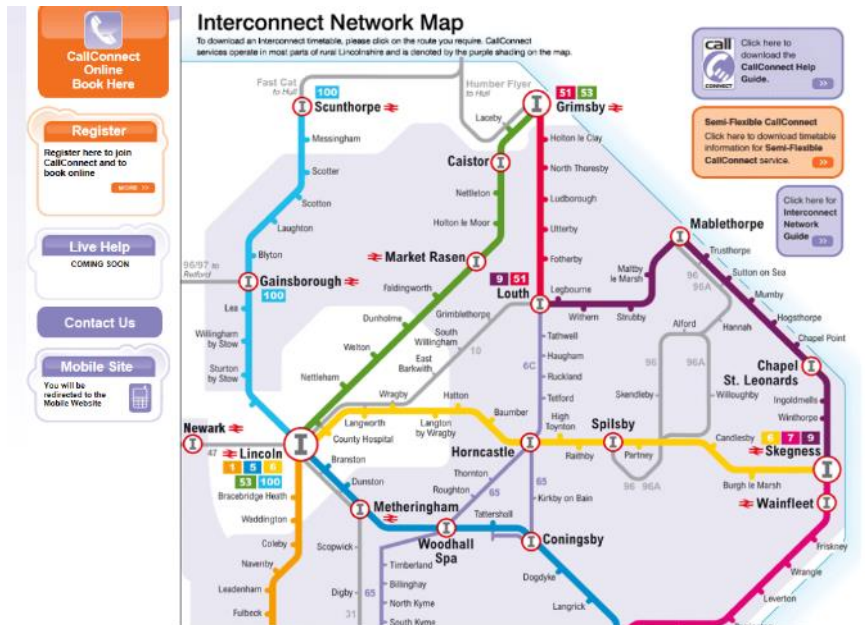 CallConnect
Online
Book Here
Register
Register here to join
CallConnect and to
book online
MORE >>
Live Help
COMING SOON
Contact Us
Mobile Site
You will be
redirected to the
Mobile Website
Interconnect Network Map
To download an Interconnect timetable, please click on the route you require. CallConnect
services operate in most parts of rural Lincolnshire and is denoted by the purple shading on the map.
call
CONNECT
Click here to
download the
CallConnect Help
Guide.
>>
Semi-Flexible CallConnect
Click here to download timetable
information for Semi-Flexible
CallConnect service.
>>
Click here for
Interconnect
Network
Guide
>>
Fast Cat
to Hull
100
Scunthorpe
Messingham
Scotter
Scotton
Laughton
Blyton
96/97 to
Retford
Gainsborough
100
Lea
Willingham
by Stow
Sturton
by Stow
Humber Flyer
to Hull
51 53
Grimsby
Laceby
Caistor
Nettleton
Holton le Moor
Market Rasen
Faldingworth
Dunholme
Welton
Nettleham
Holton le Clay
North Thoresby
Ludborough
Utterby
Fotherby
9 51
Louth
Legbourne
Withern
Strubby
Maltby
le Marsh
Mablethorpe
Trusthorpe
Sutton on Sea
Mumby
Hogsthorpe
Chapel Point
Chapel
St. Leonards
Ingoldmells
Winthorpe
96
96A
Alford
Hannah
96
96A
Skendleby
Willoughby
Grimblethorpe
South
Willingham
East
Barkwith
10
Wragby
Tathwell
Haugham
Ruckland
Tetford
6C
Newark
47
Lincoln
1 5 6
53 100
County Hospital
Langworth
Hatton
Langton
by Wragby
Baumber
Horncastle
High
Toynton
Raithby
Spilsby
Partney
96 96A
Candlesby
6 7 9
Skegness
Burgh le Marsh
Wainfleet
Friskney
Wrangle
Leverton
Bracebridge Heath
Waddington
Coleby
Navenby
Leadenham
Fulbeck
Branston
Dunston
Metheringham
Scopwick
Digby
31
65
Timberland
Billinghay
North Kyme
South Kyme
Woodhall
Spa
Thornton
Roughton
65
65
Kirkby on Bain
Tattershall
Coningsby
Dogdyke
Langrick